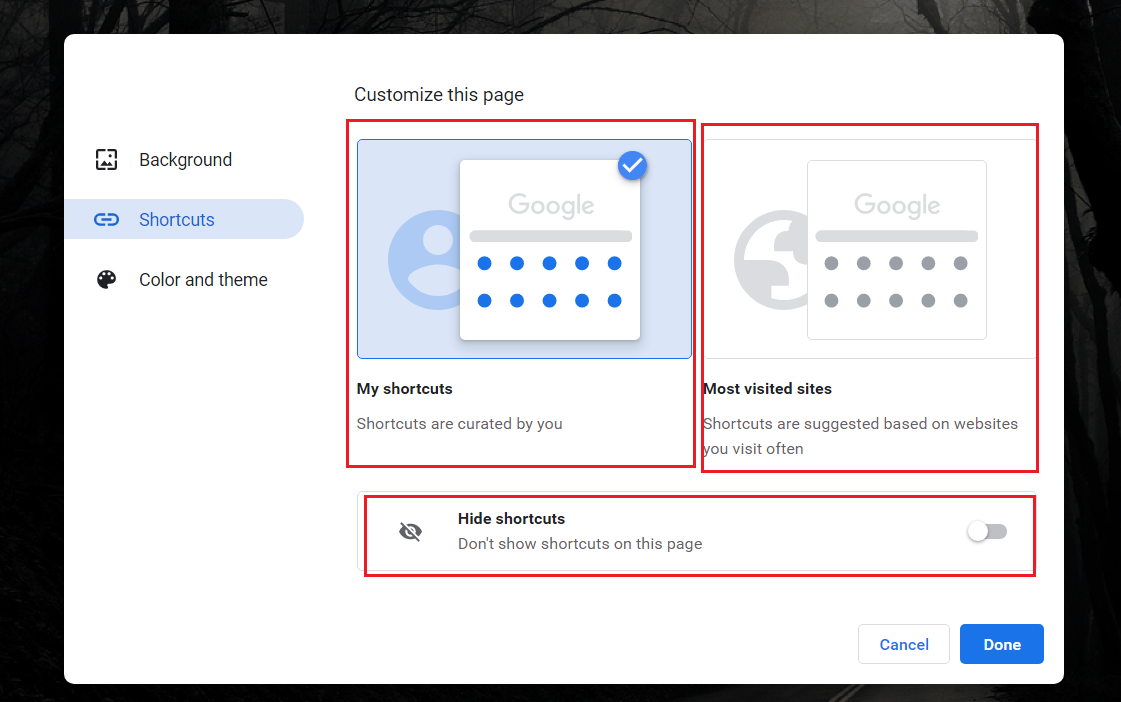 Customize this page
Background
Shortcuts
Color and theme
Google
My shortcuts
Shortcuts are curated by you
Google
Most visited sites
Shortcuts are suggested based on websites
you visit often
Hide shortcuts
Don't show shortcuts on this page
Cancel
Done